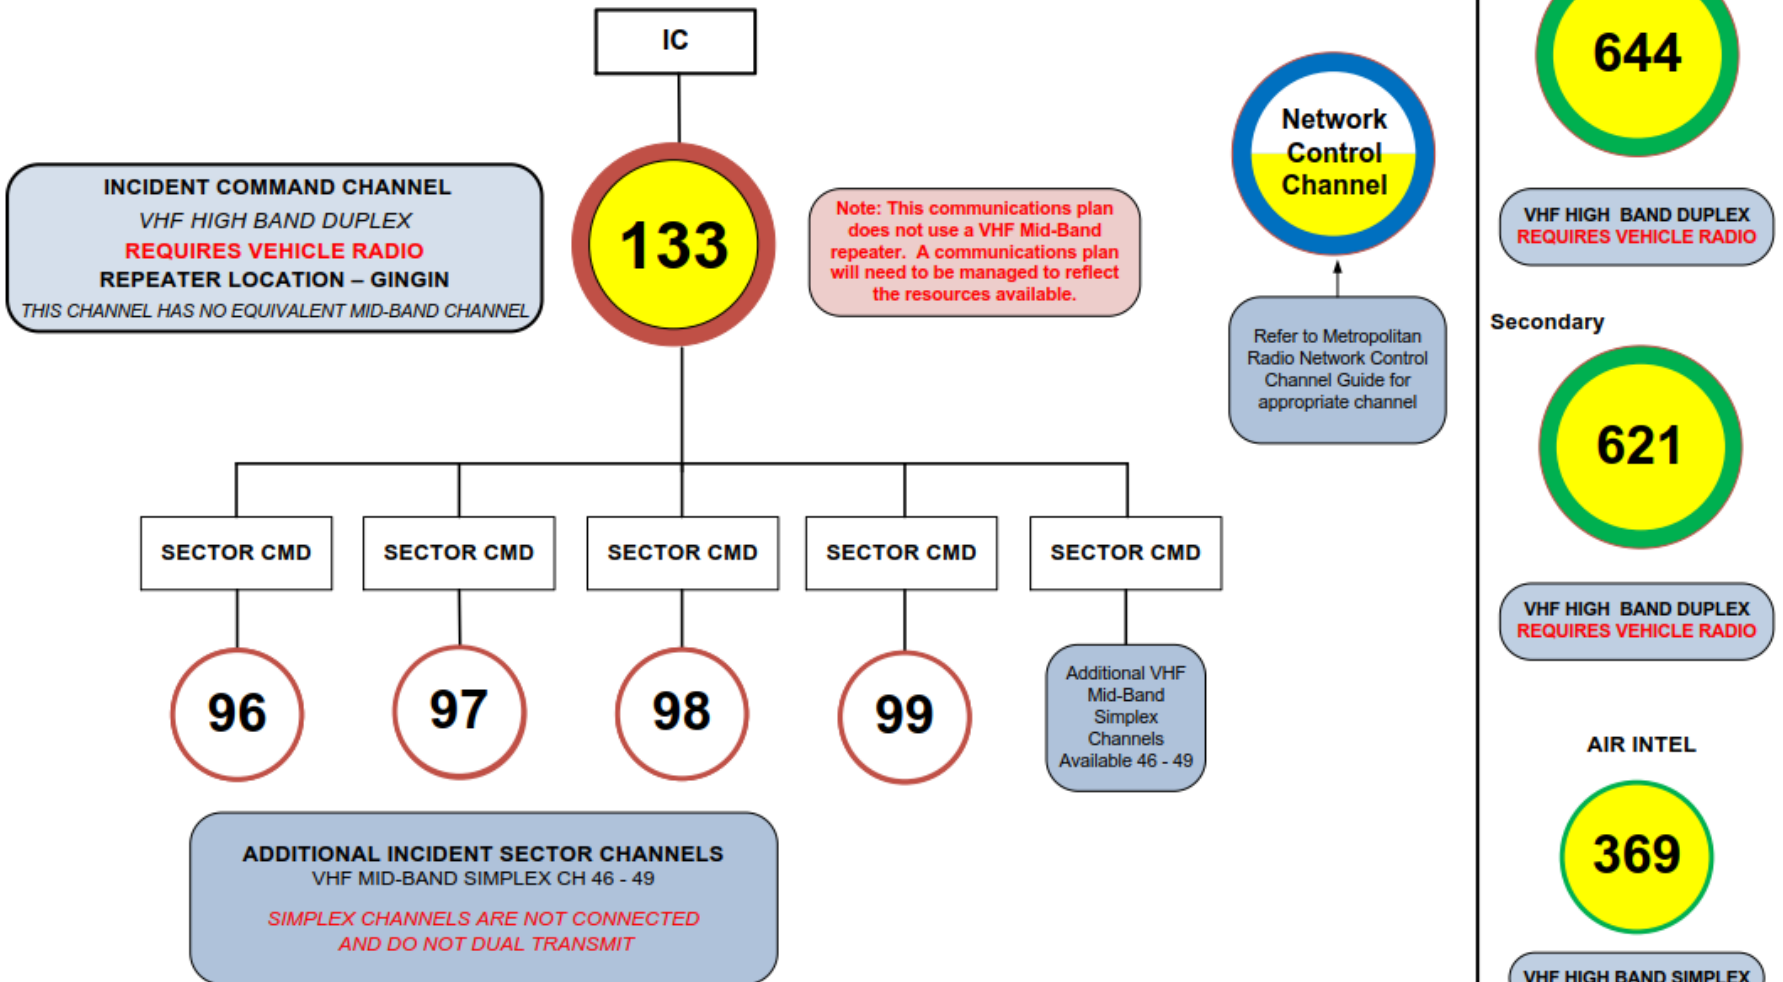 IC
INCIDENT COMMAND CHANNEL
VHF HIGH BAND DUPLEX
REQUIRES VEHICLE RADIO
REPEATER LOCATION – GINGIN
THIS CHANNEL HAS NO EQUIVALENT MID-BAND CHANNEL
133
Note: This communications plan
does not use a VHF Mid-Band
repeater. A communications plan
will need to be managed to reflect
the resources available.
Network
Control
Channel
Refer to Metropolitan
Radio Network Control
Channel Guide for
appropriate channel
SECTOR CMD
SECTOR CMD
SECTOR CMD
SECTOR CMD
SECTOR CMD
96
97
98
99
Additional VHF
Mid-Band
Simplex
Channels
Available 46 - 49
ADDITIONAL INCIDENT SECTOR CHANNELS
VHF MID-BAND SIMPLEX CH 46 - 49
SIMPLEX CHANNELS ARE NOT CONNECTED
AND DO NOT DUAL TRANSMIT
644
VHF HIGH BAND DUPLEX
REQUIRES VEHICLE RADIO
Secondary
621
VHF HIGH BAND DUPLEX
REQUIRES VEHICLE RADIO
AIR INTEL
369
VHF HIGH BAND SIMPLEX